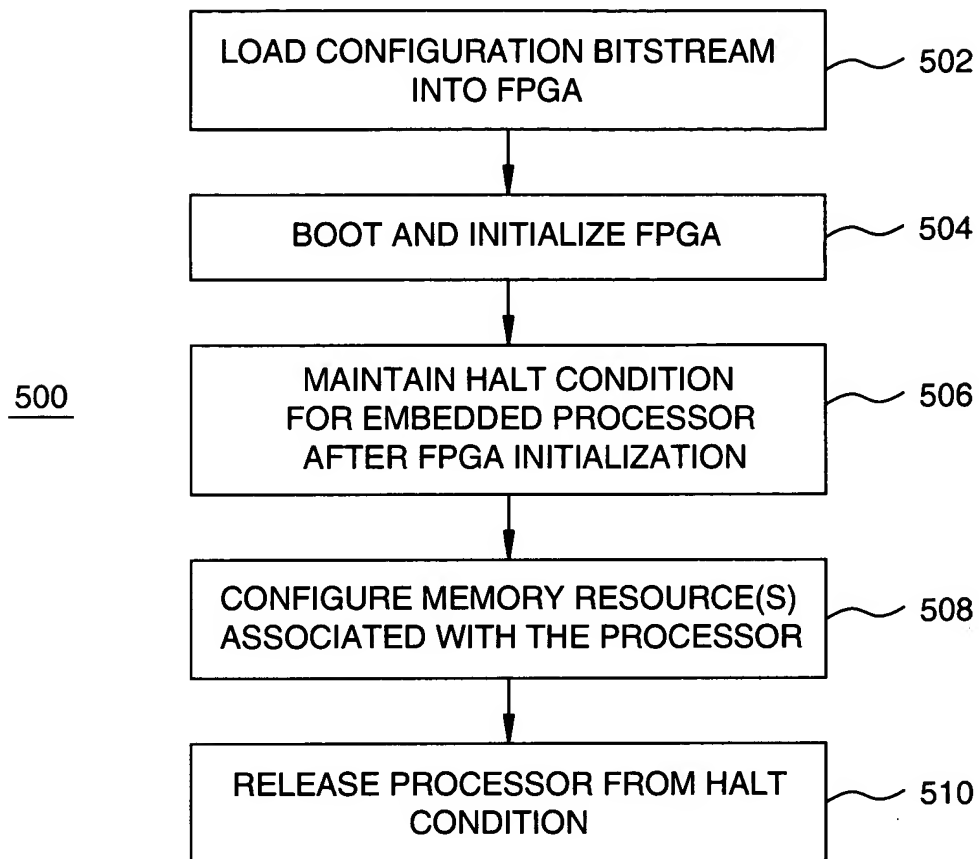 LOAD CONFIGURATION BITSTREAM
INTO FPGA
502
BOOT AND INITIALIZE FPGA
504
500
MAINTAIN HALT CONDITION
FOR EMBEDDED PROCESSOR
AFTER FPGA INITIALIZATION
506
CONFIGURE MEMORY RESOURCE(S)
ASSOCIATED WITH THE PROCESSOR
508
RELEASE PROCESSOR FROM HALT
CONDITION
510